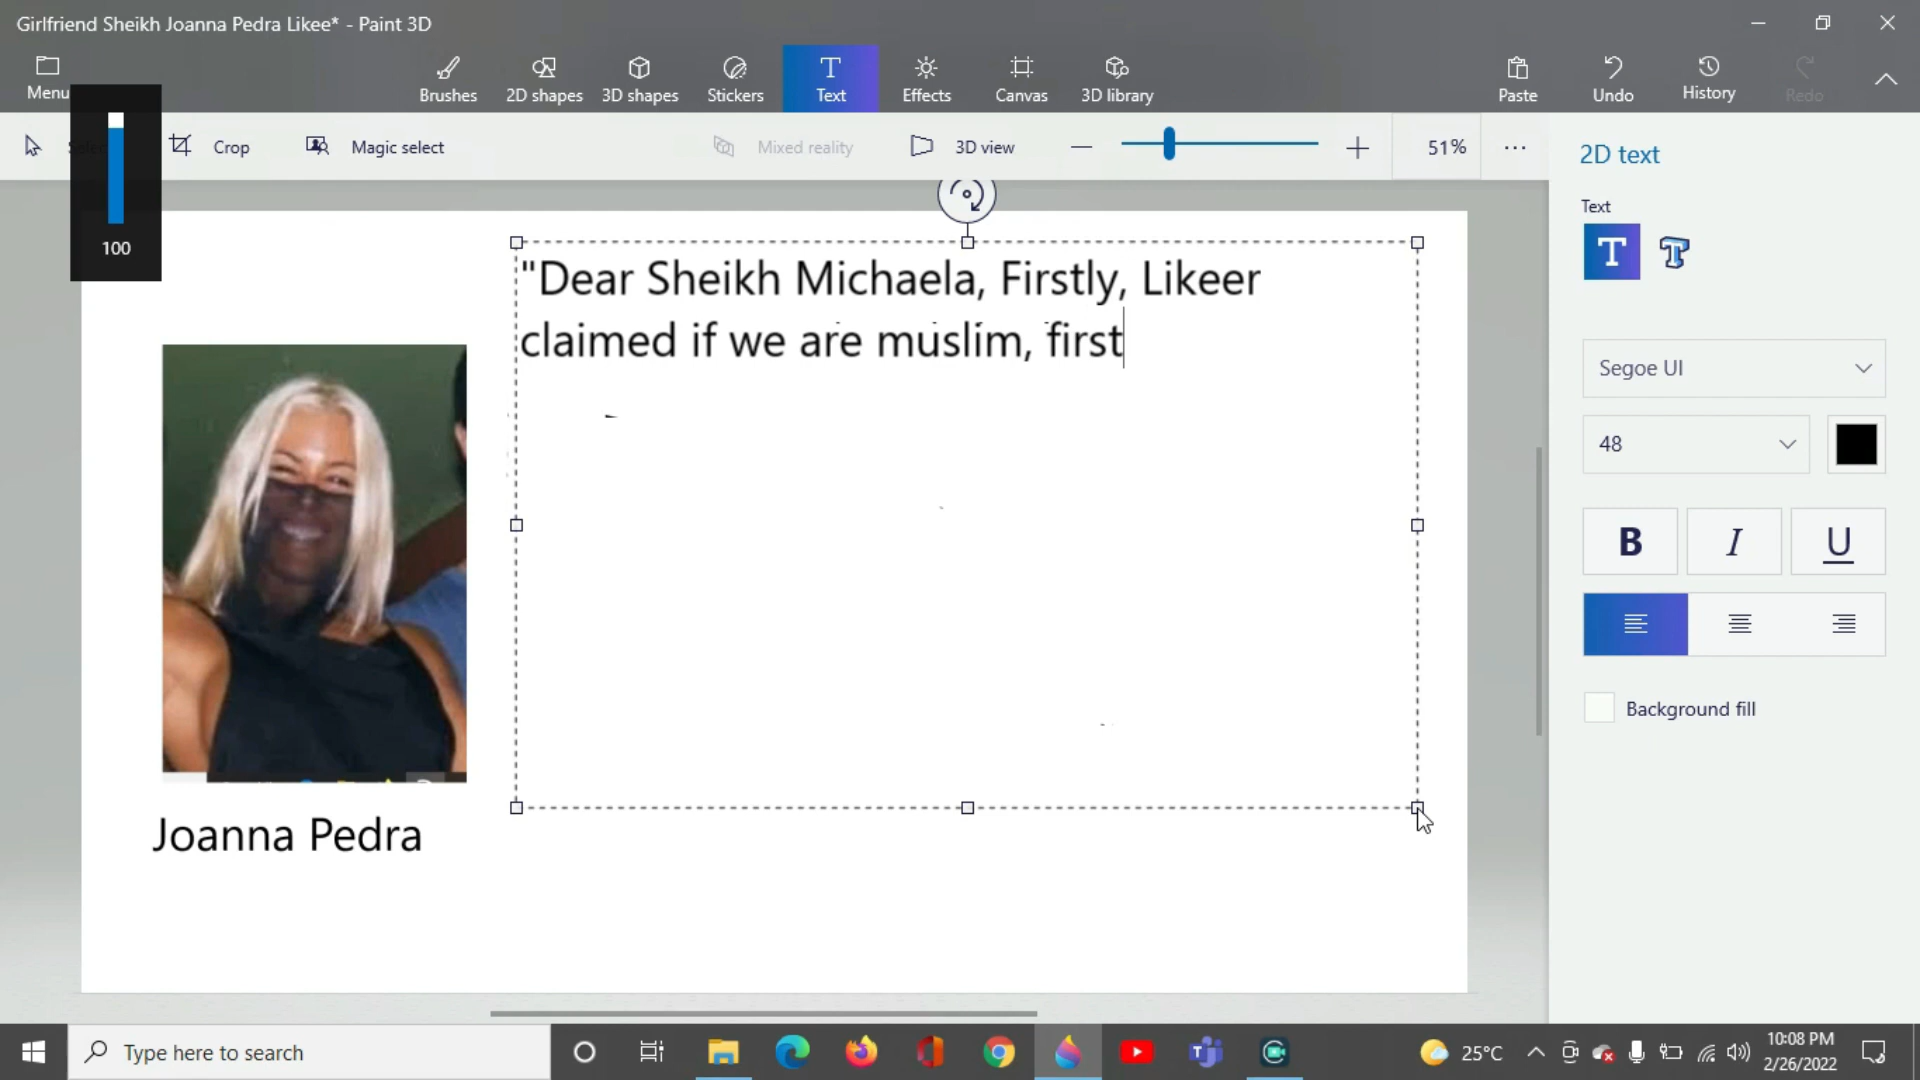 Girlfriend Sheikh Joanna Pedra Likee* - Paint 3D
Menu
Brushes
2D shapes
3D shapes
Stickers
Text
Effects
Canvas
3D library
Paste
Undo
History
Redo
Crop
Magic select
Mixed reality
3D view
51%
100
"Dear Sheikh Michaela, Firstly, Likeer
claimed if we are muslim, first
Joanna Pedra
2D text
Text
Segoe UI
48
B
I
U
Background fill
Type here to search
25°C
10:08 PM
2/26/2022